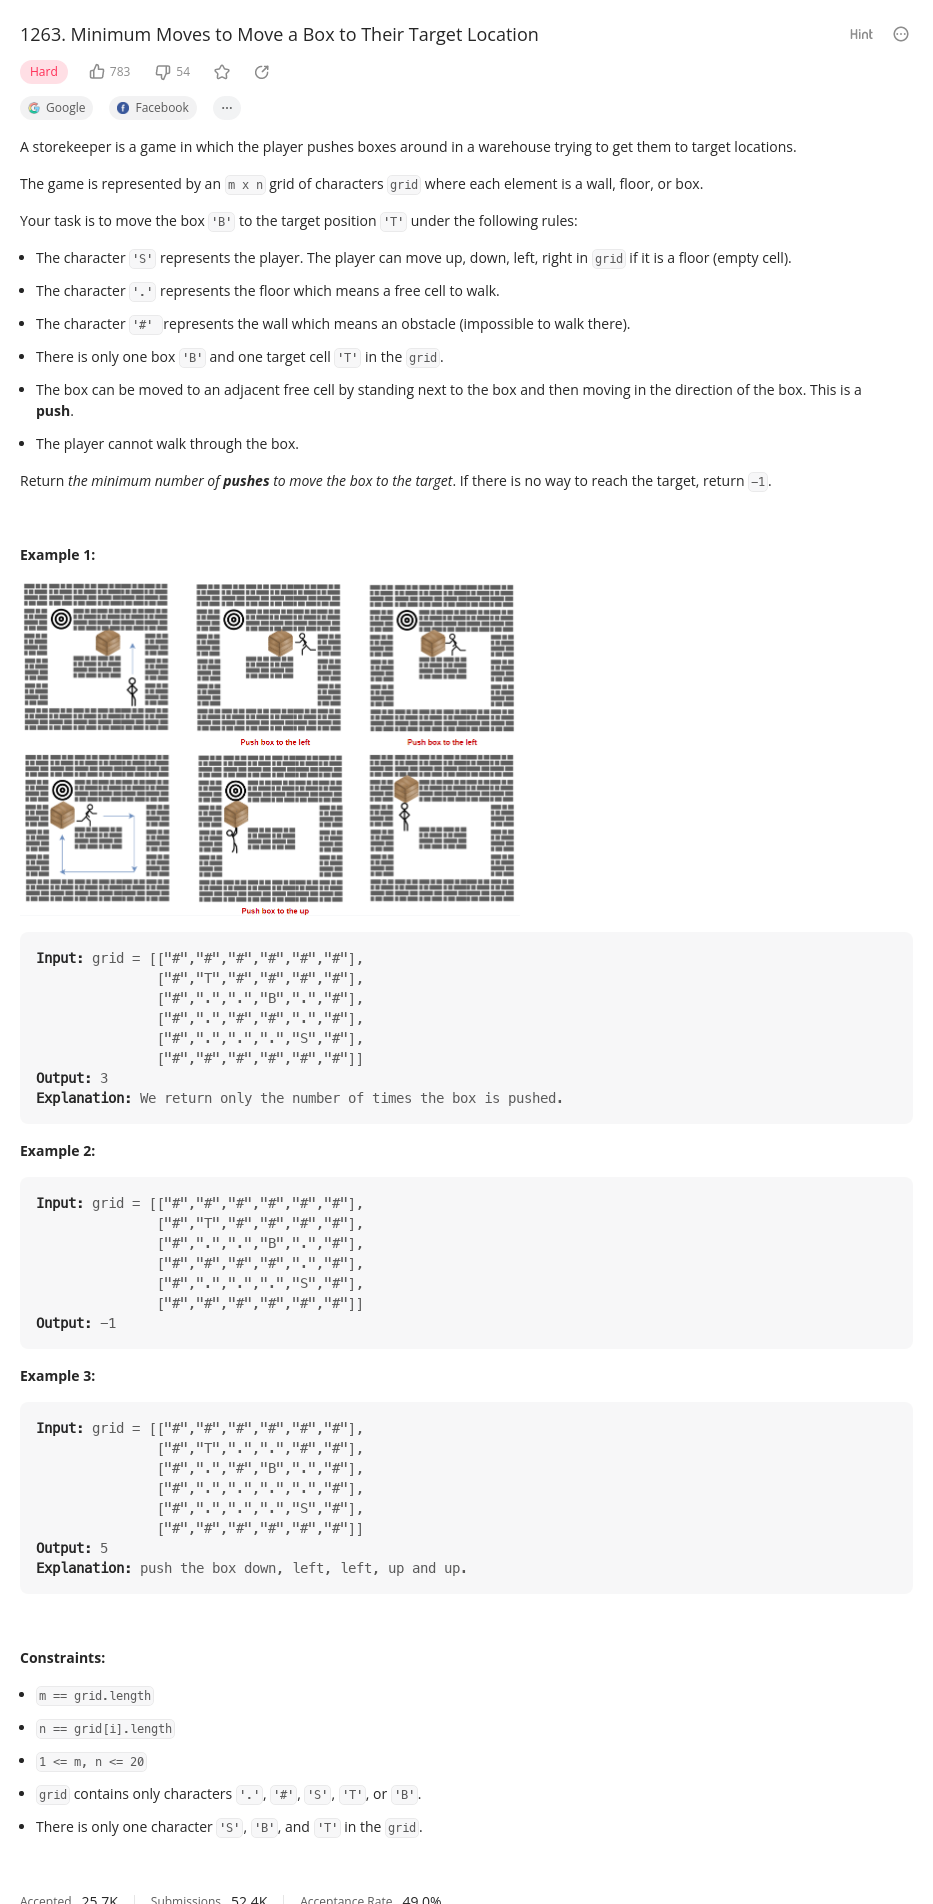 1263. Minimum Moves to Move a Box to Their Target Location
Hint
Hard
783
54
Google
Facebook
...
A storekeeper is a game in which the player pushes boxes around in a warehouse trying to get them to target locations.
The game is represented by an m x n grid of characters grid where each element is a wall, floor, or box.
Your task is to move the box 'B' to the target position 'T' under the following rules:
• The character 'S' represents the player. The player can move up, down, left, right in grid if it is a floor (empty cell).
• The character '.' represents the floor which means a free cell to walk.
• The character '#' represents the wall which means an obstacle (impossible to walk there).
• There is only one box 'B' and one target cell 'T' in the grid.
• The box can be moved to an adjacent free cell by standing next to the box and then moving in the direction of the box. This is a
push.
• The player cannot walk through the box.
Return the minimum number of pushes to move the box to the target. If there is no way to reach the target, return -1.
Example 1:
Push box to the left
Push box to the left
Push box to the up
Input: grid = [["#","#","#","#","#","#"],
["#","T","#","#","#","#"],
["#",".",".","B",".","#"],
["#",".","#","#",".","#"],
["#",".",".",".","S","#"],
["#","#","#","#","#","#"]]
Output: 3
Explanation: We return only the number of times the box is pushed.
Example 2:
Input: grid = [["#","#","#","#","#","#"],
["#","T","#","#","#","#"],
["#",".",".","B",".","#"],
["#","#","#","#",".","#"],
["#",".",".",".","S","#"],
["#","#","#","#","#","#"]]
Output: -1
Example 3:
Input: grid = [["#","#","#","#","#","#"],
["#","T",".",".","#","#"],
["#",".","#","B",".","#"],
["#",".",".",".",".","#"],
["#",".",".",".","S","#"],
["#","#","#","#","#","#"]]
Output: 5
Explanation: push the box down, left, left, up and up.
Constraints:
• m == grid.length
• n == grid[i].length
• 1 <= m, n <= 20
• grid contains only characters '.', '#', 'S', 'T', or 'B'.
• There is only one character 'S', 'B', and 'T' in the grid.
Accepted 25.7K Submissions 52.4K Acceptance Rate 49.0%